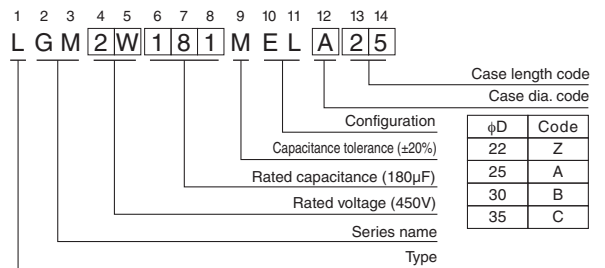 1 2 3 4 5 6 7 8 9 10 11 12 13 14
L G M 2 W 1 8 1 M E L A 2 5
Case length code
Case dia. code
Configuration
Capacitance tolerance (±20%)
Rated capacitance (180µF)
Rated voltage (450V)
Series name
Type
ϕD Code
22 Z
25 A
30 B
35 C